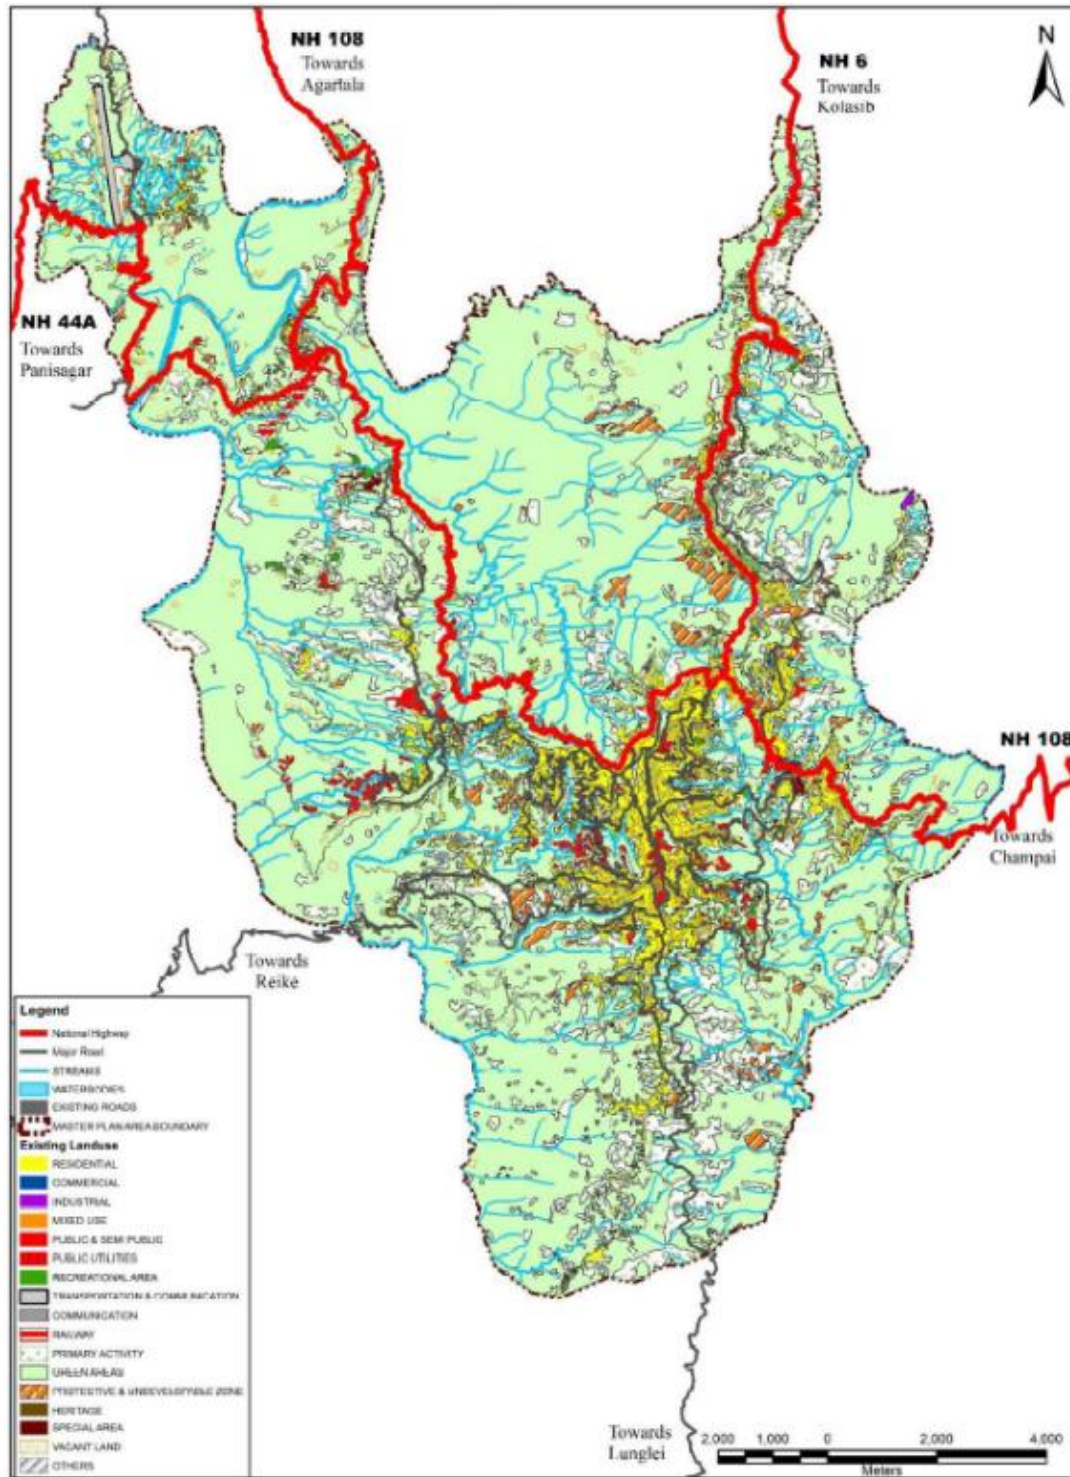 NH 108
Towards
Agartala
NH 6
Towards
Kolasib
N
NH 44A
Towards
Panisagar
NH 108
Towards
Champai
Towards
Reike
Legend
National Highway
Major Road
STREAMS
WATERBODIES
EXISTING ROADS
MASTER PLAN AREA BOUNDARY
Existing Landuse
RESIDENTIAL
COMMERCIAL
INDUSTRIAL
MIXED USE
PUBLIC & SEMI PUBLIC
PUBLIC UTILITIES
RECREATIONAL AREA
TRANSPORTATION & COMMUNICATION
COMMUNICATION
RAILWAY
PRIMARY ACTIVITY
GREEN AREAS
PROTECTIVE & UNDEVELOPABLE ZONE
HERITAGE
SPECIAL AREA
VACANT LAND
OTHERS
Towards
Lunglei
2,000 1,000 0 2,000 4,000
Meters